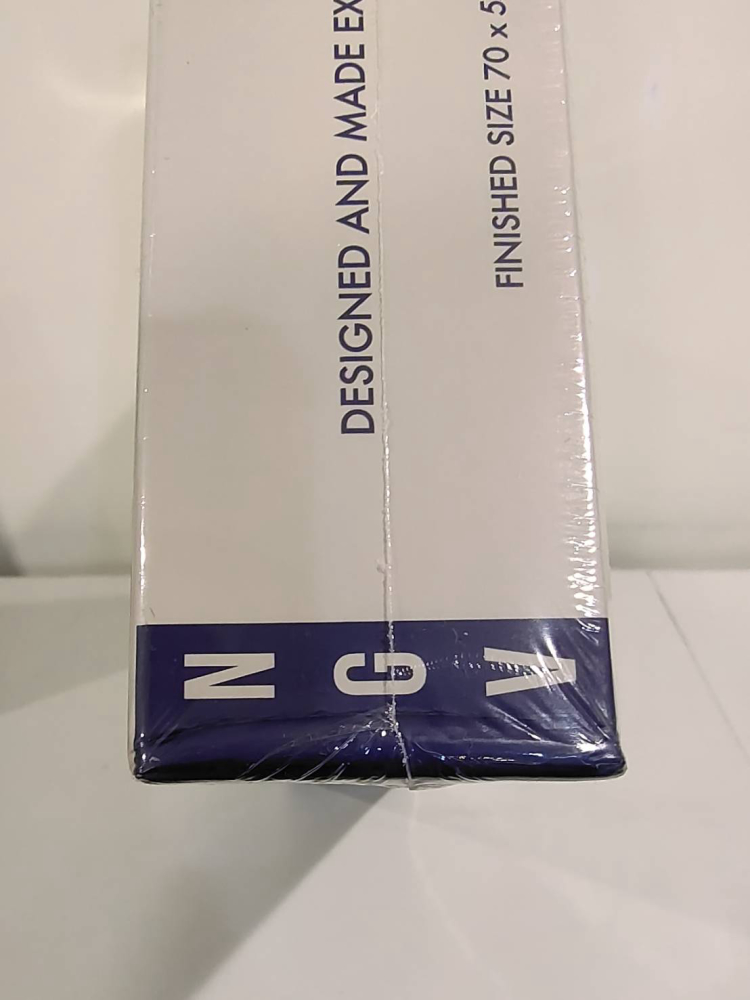 DESIGNED AND MADE EX
FINISHED SIZE 70 x 5
NGV